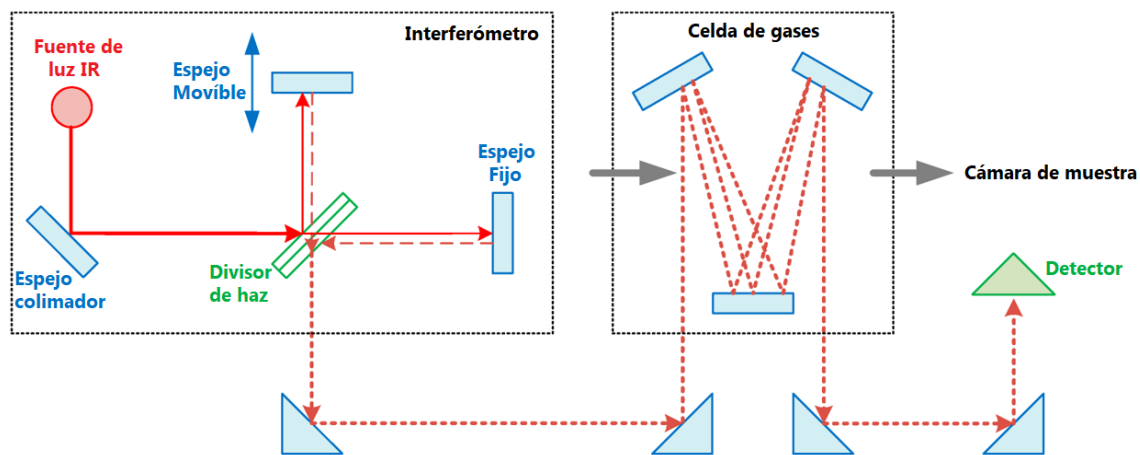 Interferómetro
Fuente de
luz IR
Espejo
Movíble
Espejo
Fijo
Espejo
colimador
Divisor
de haz
Celda de gases
Cámara de muestra
Detector